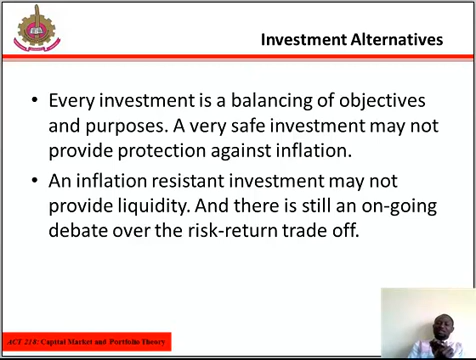 Investment Alternatives
• Every investment is a balancing of objectives
and purposes. A very safe investment may not
provide protection against inflation.
• An inflation resistant investment may not
provide liquidity. And there is still an on-going
debate over the risk-return trade off.
ACT 218: Capital Market and Portfolio Theory